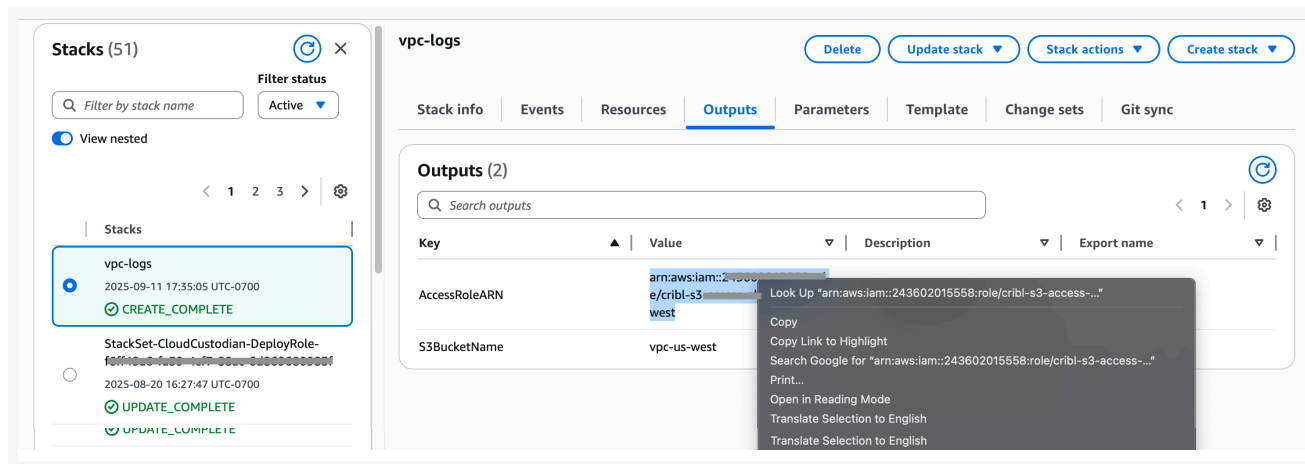 Stacks (51)
Filter status
Filter by stack name
Active
View nested
1 2 3
Stacks
vpc-logs
2025-09-11 17:35:05 UTC-0700
CREATE_COMPLETE
StackSet-CloudCustodian-DeployRole-
2025-08-20 16:27:47 UTC-0700
UPDATE_COMPLETE
UPDATE_COMPLETE
vpc-logs
Delete
Update stack
Stack actions
Create stack
Stack info
Events
Resources
Outputs
Parameters
Template
Change sets
Git sync
Outputs (2)
Search outputs
1
Key
Value
Description
Export name
AccessRoleARN
arn:aws:iam::2
e/cribl-s3
west
S3BucketName
vpc-us-west
Look Up “arn:aws:iam::243602015558:role/cribl-s3-access-...”
Copy
Copy Link to Highlight
Search Google for “arn:aws:iam::243602015558:role/cribl-s3-access-...”
Print...
Open in Reading Mode
Translate Selection to English
Translate Selection to English